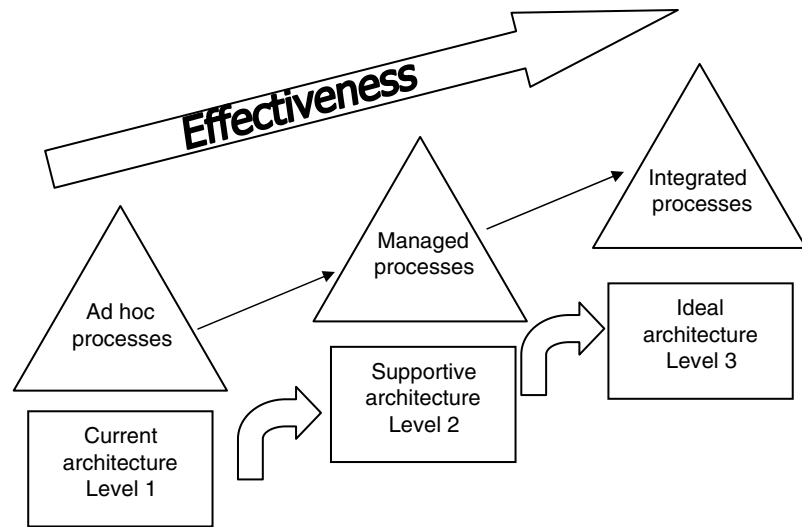 Effectiveness
Ad hoc
processes
Managed
processes
Integrated
processes
Current
architecture
Level 1
Supportive
architecture
Level 2
Ideal
architecture
Level 3